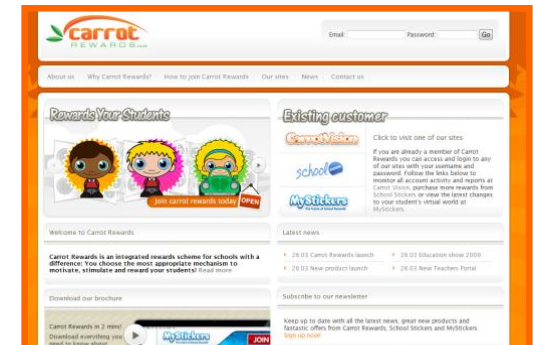 Carrot
REWARDS.com
Email:
Password:
Go
About us
Why Carrot Rewards?
How to join Carrot Rewards
Our sites
News
Contact us
Rewards Your Students
join carrot rewards today
OPEN
Existing customer
CarrotVision
school
MyStickers
Click to visit one of our sites
If you are already a member of Carrot
Rewards you can access and login to any
of our sites with your username and
password. Follow the links below to
monitor all account activity and reports at
Carrot Vision, purchase more rewards from
School Stickers or view the latest changes
to your student's virtual world at
MyStickers.
Welcome to Carrot Rewards
Carrot Rewards is an integrated rewards scheme for schools with a
difference: You choose the most appropriate mechanism to
motivate, stimulate and reward your students! Read more
Latest news
26.03 Carrot Rewards launch
26.03 Education show 2009
26.03 New product launch
26.03 New Teachers Portal
Download our brochure
Carrot Rewards in 2 mins!
Download everything you
need to know about
MyStickers
JOIN
Subscribe to our newsletter
Keep up to date with all the latest news, great new products and
fantastic offers from Carrot Rewards, School Stickers and MyStickers.
Sign up now!